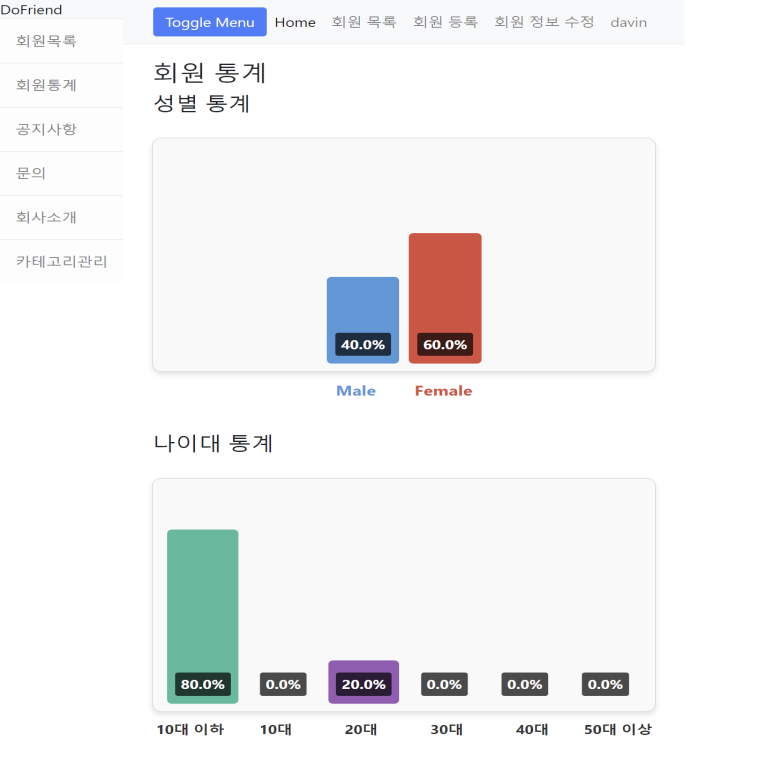 DoFriend
회원목록
회원통계
공지사항
문의
회사소개
카테고리관리
Toggle Menu Home 회원 목록 회원 등록 회원 정보 수정 davin
회원 통계
성별 통계
40.0% 60.0%
Male Female
나이대 통계
80.0% 0.0% 20.0% 0.0% 0.0% 0.0%
10대 이하 10대 20대 30대 40대 50대 이상